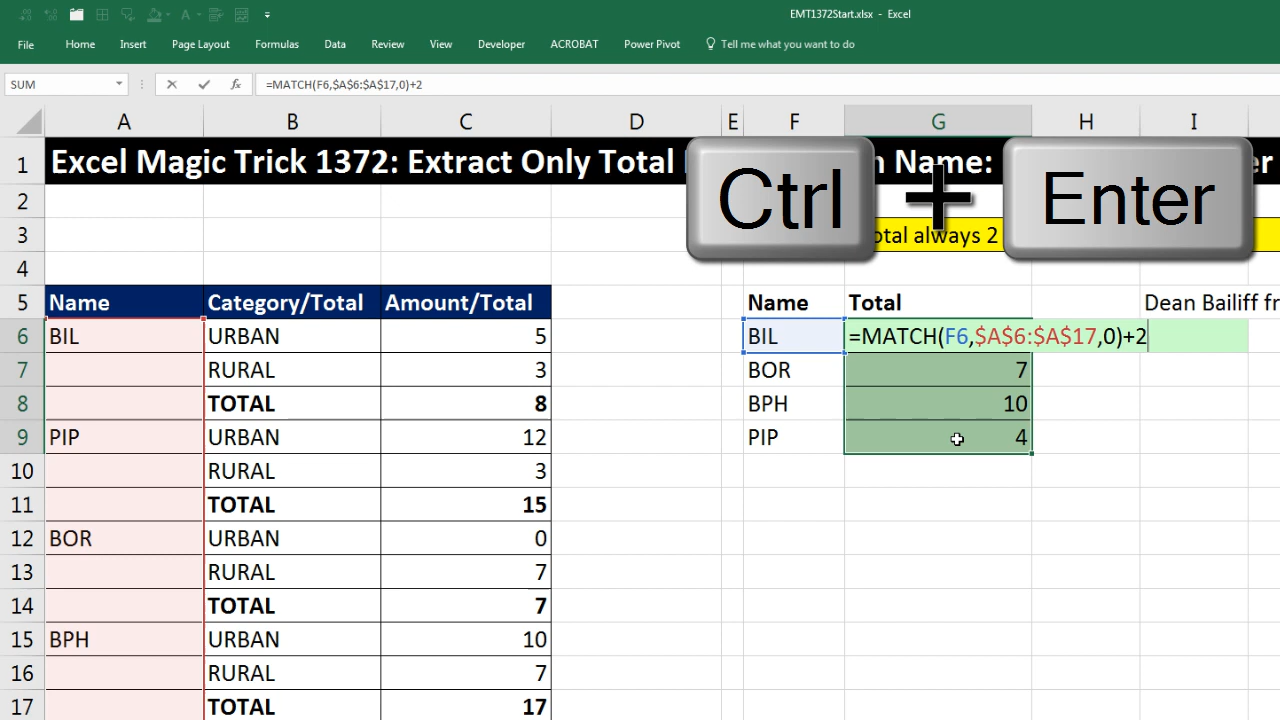 EMT1372Start.xlsx - Excel
File Home Insert Page Layout Formulas Data Review View Developer ACROBAT Power Pivot Tell me what you want to do
SUM fx =MATCH(F6,$A$6:$A$17,0)+2
A B C D E F G H I
1 Excel Magic Trick 1372: Extract Only Total Name:
Ctrl + Enter
2
3 always 2
4
5 Name Category/Total Amount/Total Name Total Dean Bailiff
6 BIL URBAN 5 BIL =MATCH(F6,$A$6:$A$17,0)+2
7 RURAL 3 BOR 7
8 TOTAL 8 BPH 10
9 PIP URBAN 12 PIP 4
10 RURAL 3
11 TOTAL 15
12 BOR URBAN 0
13 RURAL 7
14 TOTAL 7
15 BPH URBAN 10
16 RURAL 7
17 TOTAL 17